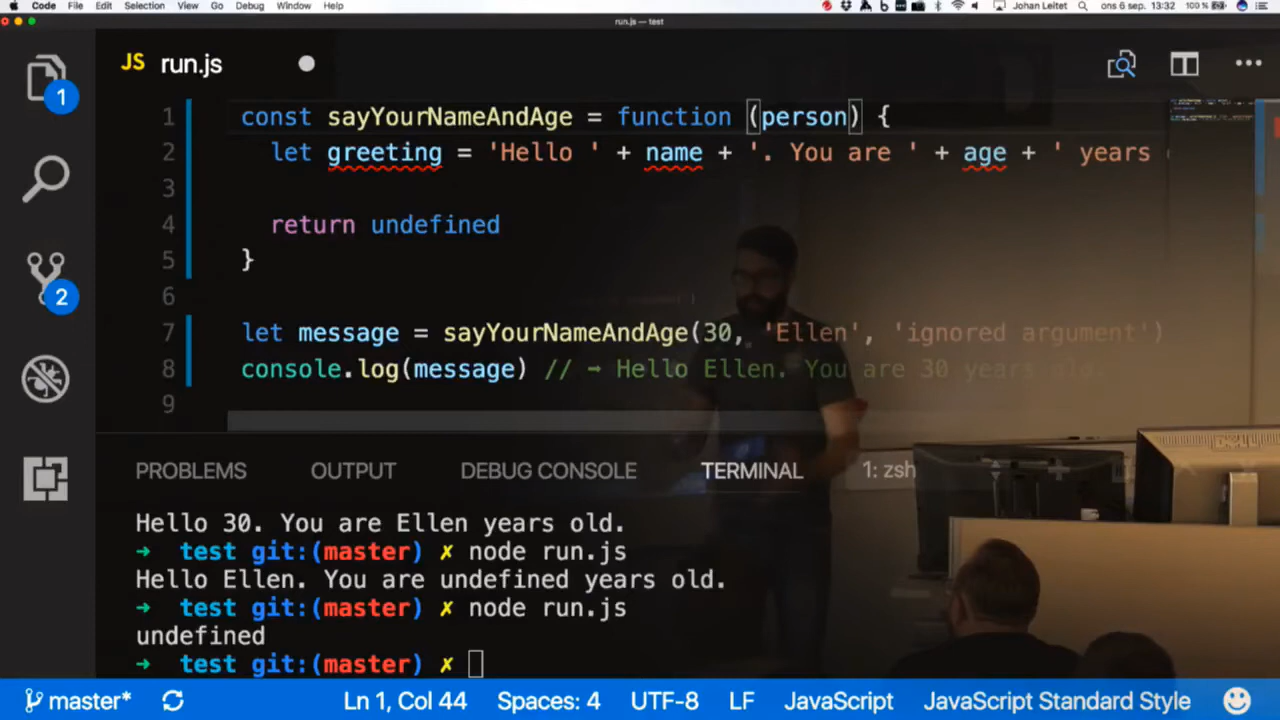 Code File Edit Selection View Go Debug Window Help Johan Leitet ons 6 sep. 13:32 100 %
run.js — test
JS run.js
1
1 const sayYourNameAndAge = function (person) {
2 let greeting = 'Hello ' + name + '. You are ' + age + ' years
3
4 return undefined
5 }
6
2
7 let message = sayYourNameAndAge(30, 'Ellen', 'ignored argument')
8 console.log(message) // → Hello Ellen. You are 30 years old.
9
PROBLEMS OUTPUT DEBUG CONSOLE TERMINAL 1: zsh
DELL
Hello 30. You are Ellen years old.
➜ test git:(master) ✗ node run.js
Hello Ellen. You are undefined years old.
➜ test git:(master) ✗ node run.js
undefined
➜ test git:(master) ✗
master* Ln 1, Col 44 Spaces: 4 UTF-8 LF JavaScript JavaScript Standard Style